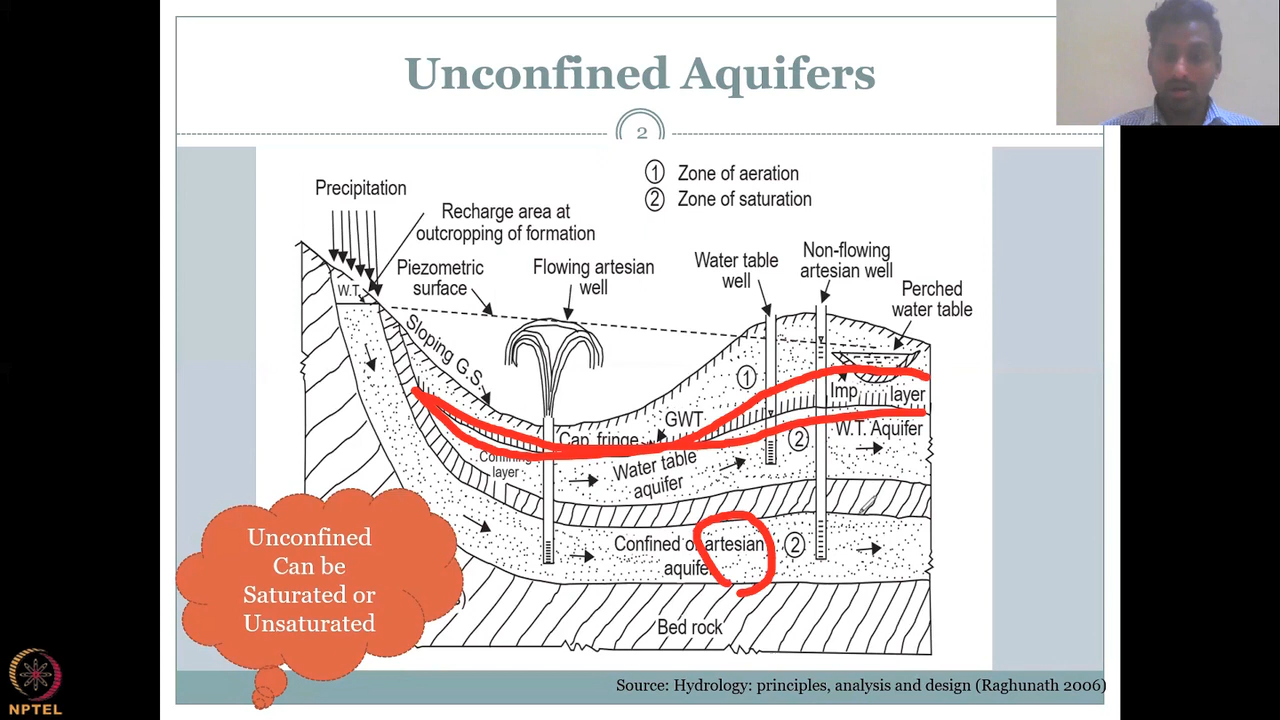 Unconfined Aquifers
2
1 Zone of aeration
2 Zone of saturation
Precipitation
Recharge area at
outcropping of formation
Piezometric
surface
Flowing artesian
well
Water table
well
Non-flowing
artesian well
Perched
water table
W.T.
Sloping G.S.
1
Imp layer
GWT
Cap. fringe
W.T. Aquifer
2
Confining
layer
Water table
aquifer
Confined or artesian
aquifer
2
Bed rock
Unconfined
Can be
Saturated or
Unsaturated
Source: Hydrology: principles, analysis and design (Raghunath 2006)
NPTEL